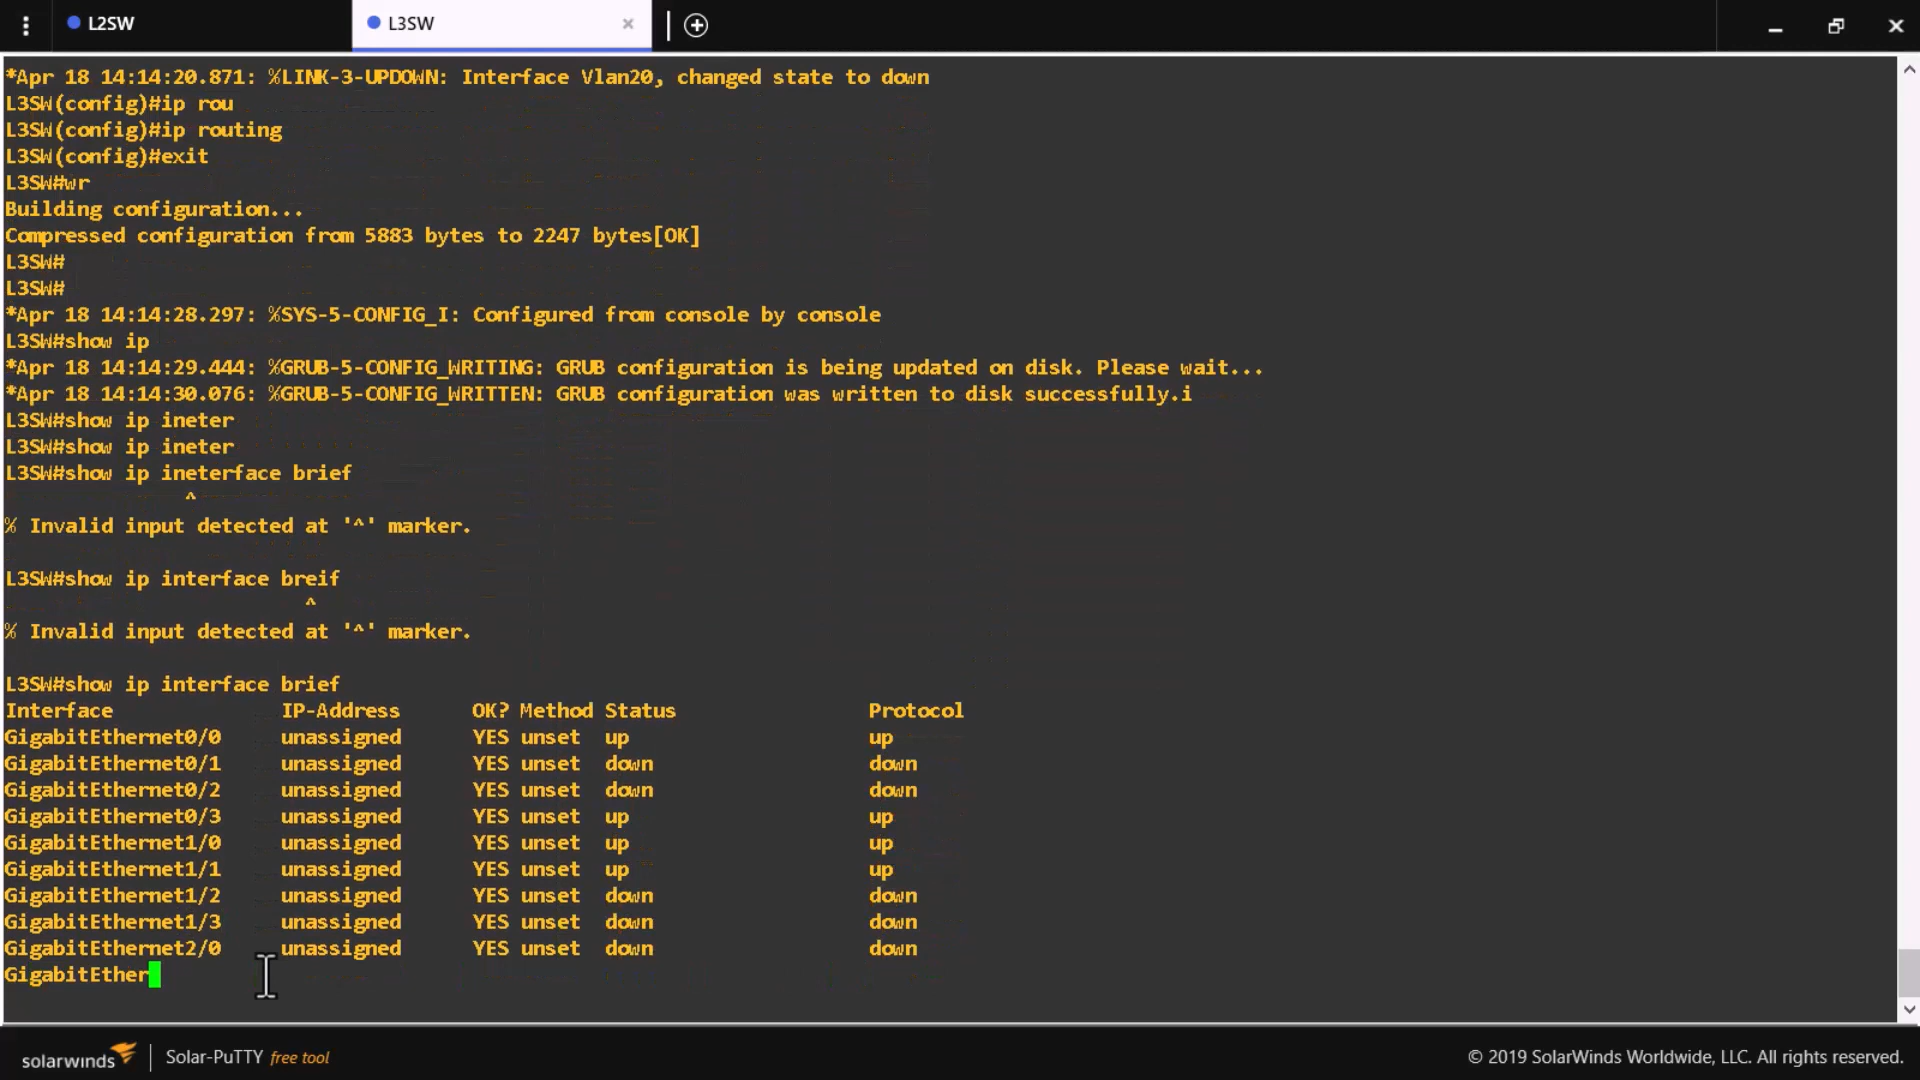 L2SW
L3SW
*Apr 18 14:14:20.871: %LINK-3-UPDOWN: Interface Vlan20, changed state to down
L3SW(config)#ip rou
L3SW(config)#ip routing
L3SW(config)#exit
L3SW#wr
Building configuration...
Compressed configuration from 5883 bytes to 2247 bytes[OK]
L3SW#
L3SW#
*Apr 18 14:14:28.297: %SYS-5-CONFIG_I: Configured from console by console
L3SW#show ip
*Apr 18 14:14:29.444: %GRUB-5-CONFIG_WRITING: GRUB configuration is being updated on disk. Please wait...
*Apr 18 14:14:30.076: %GRUB-5-CONFIG_WRITTEN: GRUB configuration was written to disk successfully.i
L3SW#show ip ineter
L3SW#show ip ineter
L3SW#show ip ineterface brief
^
% Invalid input detected at '^' marker.
L3SW#show ip interface breif
^
% Invalid input detected at '^' marker.
L3SW#show ip interface brief
Interface IP-Address OK? Method Status Protocol
GigabitEthernet0/0 unassigned YES unset up up
GigabitEthernet0/1 unassigned YES unset down down
GigabitEthernet0/2 unassigned YES unset down down
GigabitEthernet0/3 unassigned YES unset up up
GigabitEthernet1/0 unassigned YES unset up up
GigabitEthernet1/1 unassigned YES unset up up
GigabitEthernet1/2 unassigned YES unset down down
GigabitEthernet1/3 unassigned YES unset down down
GigabitEthernet2/0 unassigned YES unset down down
GigabitEther
solarwinds Solar-PuTTY free tool © 2019 SolarWinds Worldwide, LLC. All rights reserved.